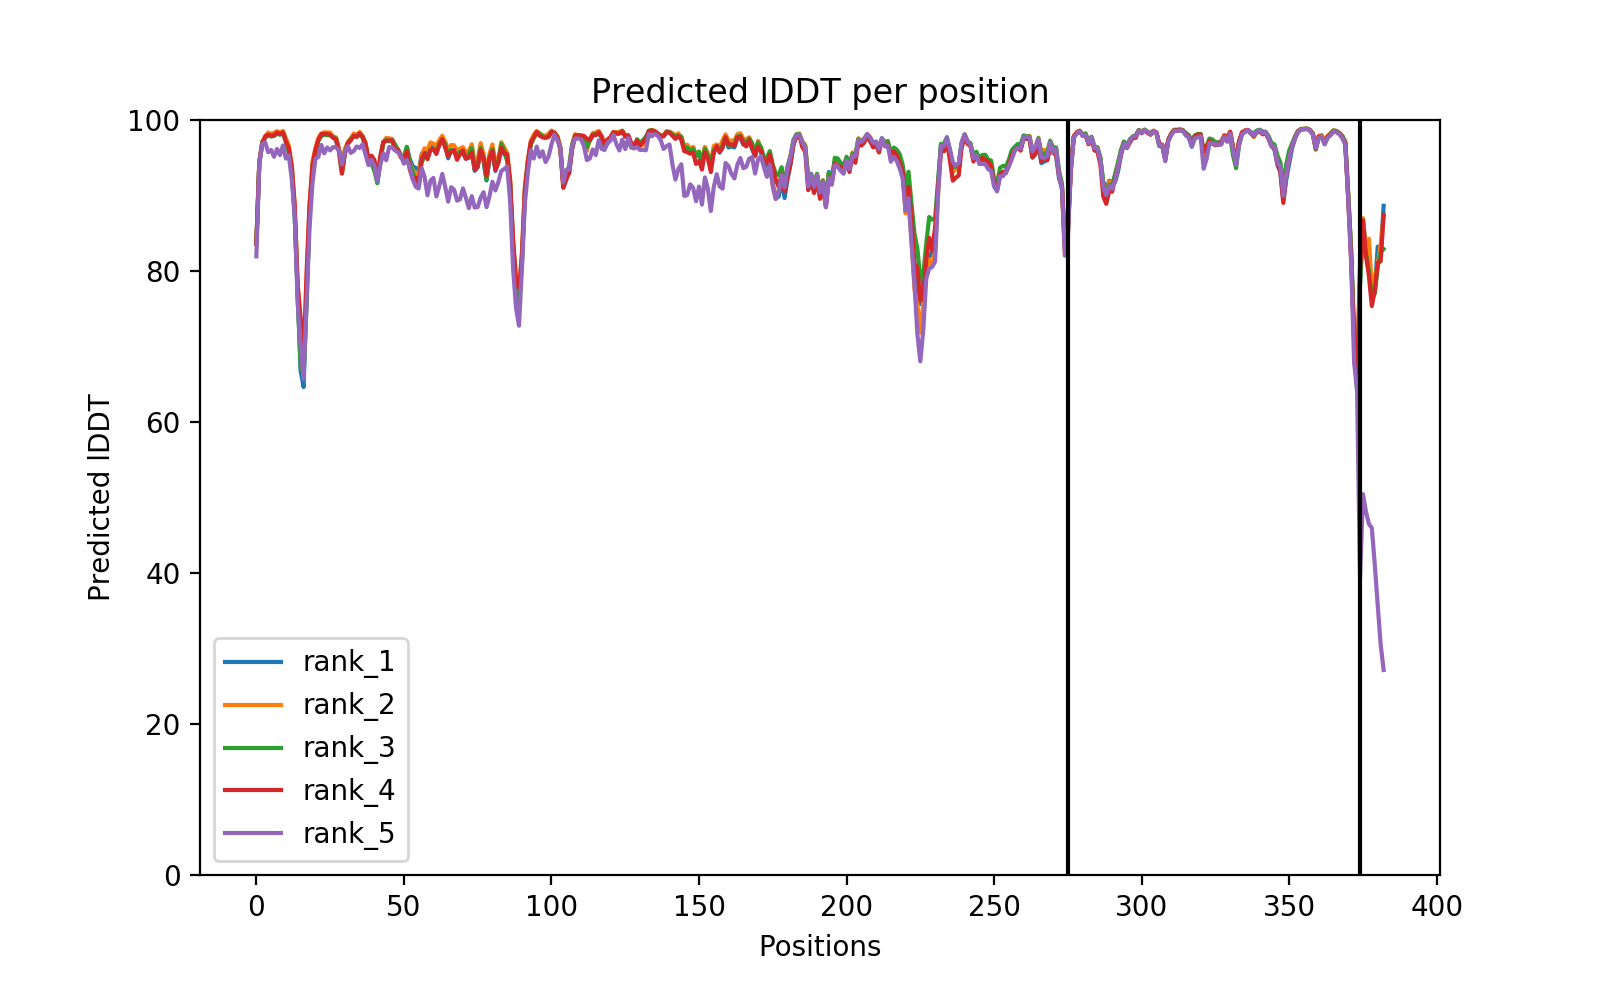 Predicted lDDT per position
100
80
60
40
20
0
Predicted lDDT
rank_1
rank_2
rank_3
rank_4
rank_5
0 50 100 150 200 250 300 350 400
Positions